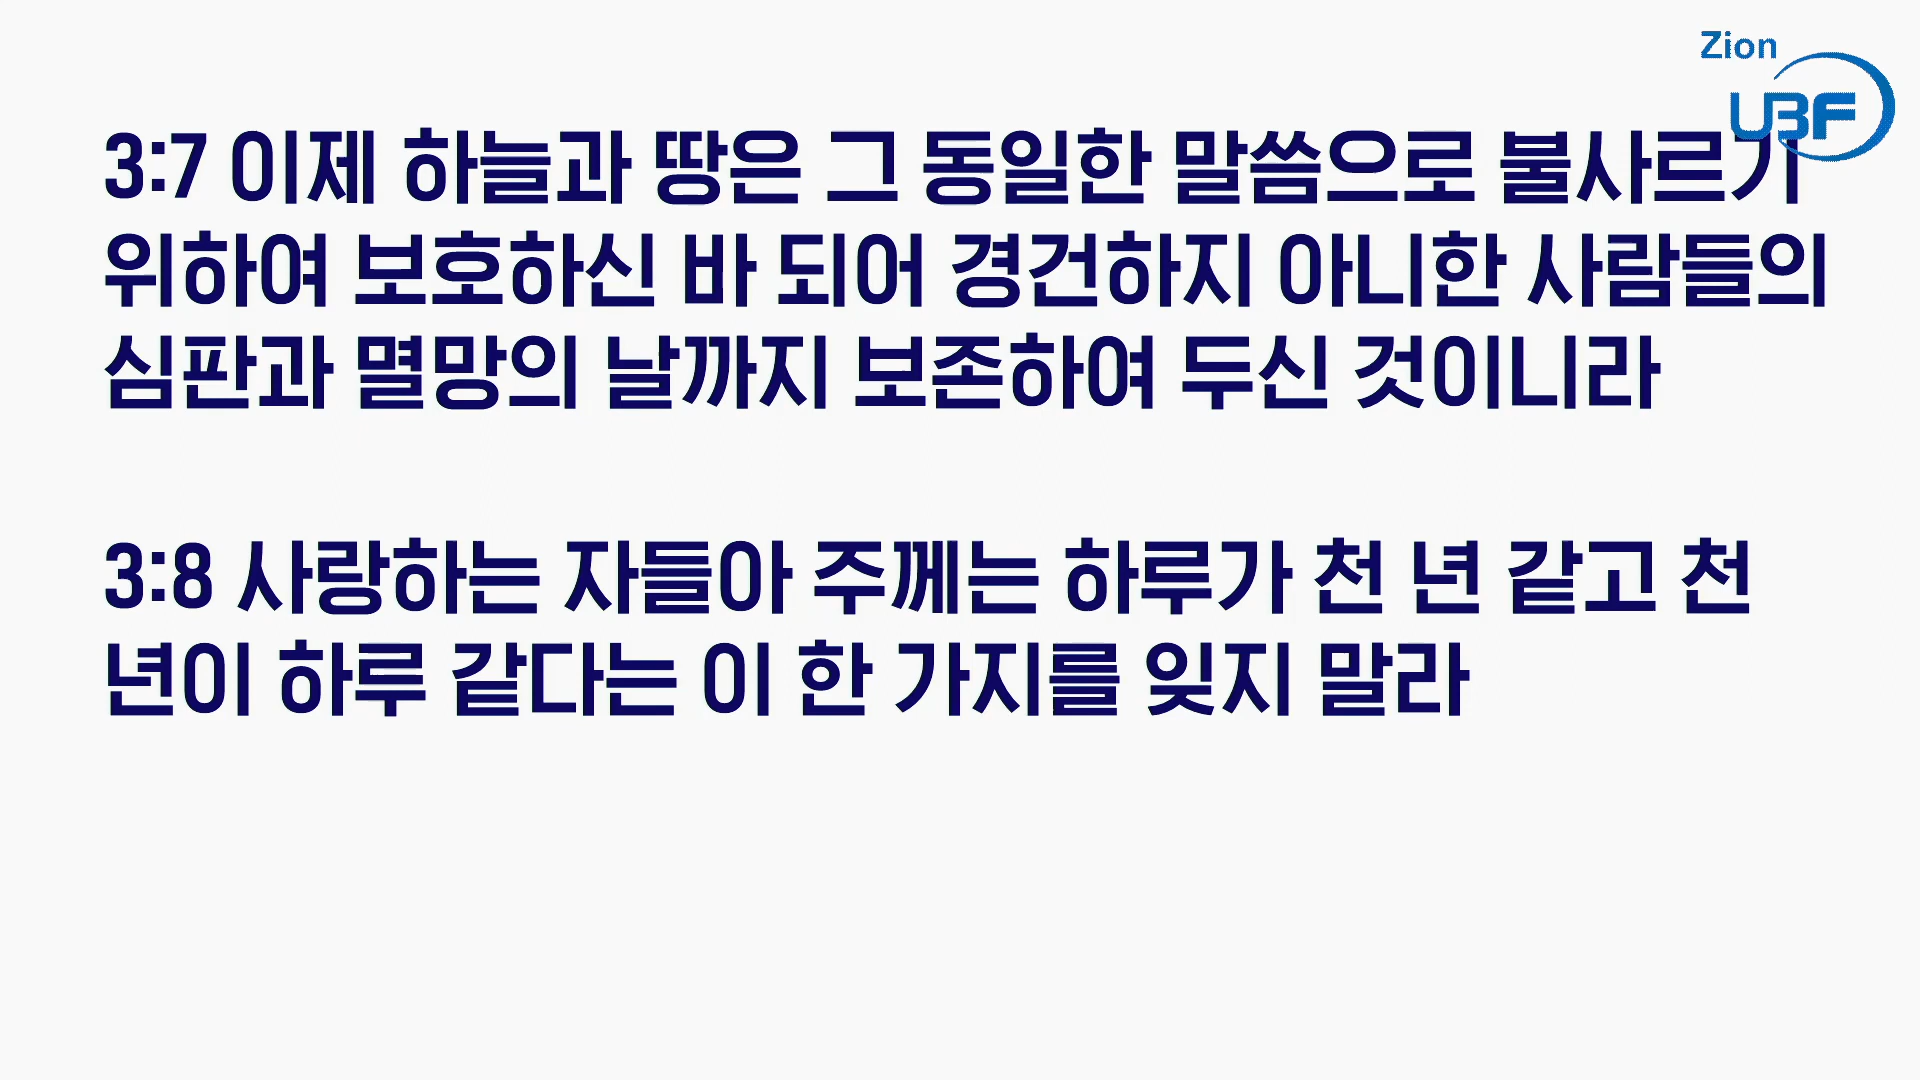 Zion
UBF
3:7 이제 하늘과 땅은 그 동일한 말씀으로 불사르기
위하여 보호하신 바 되어 경건하지 아니한 사람들의
심판과 멸망의 날까지 보존하여 두신 것이니라
3:8 사랑하는 자들아 주께는 하루가 천 년 같고 천
년이 하루 같다는 이 한 가지를 잊지 말라